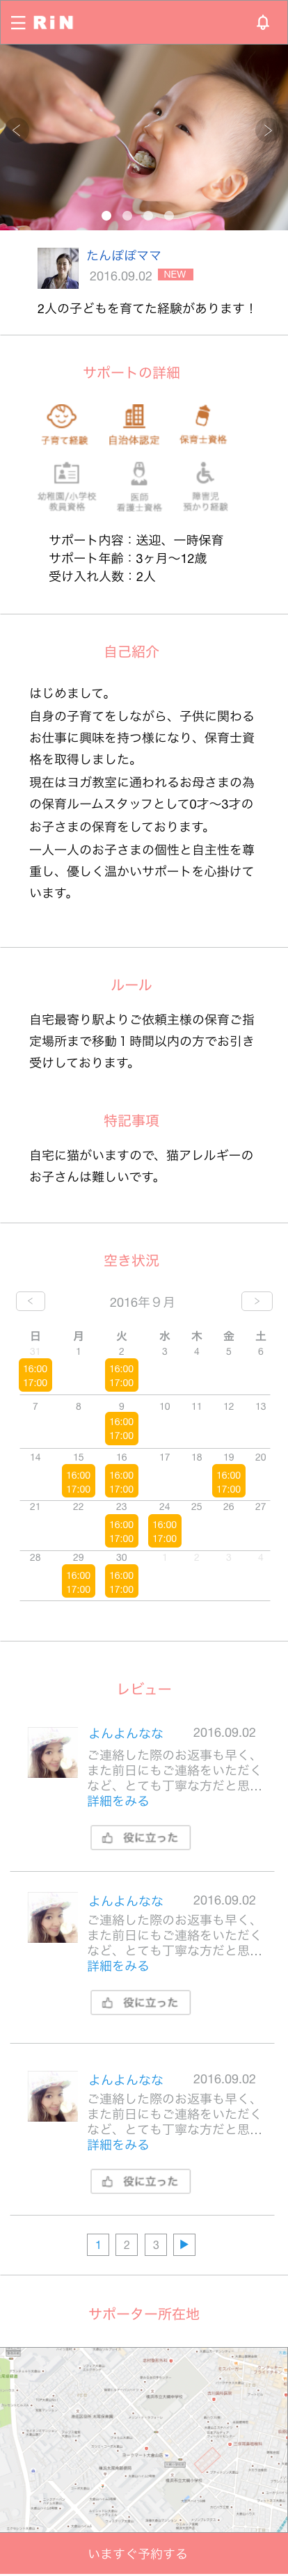 RiN
たんぽぽママ
2016.09.02 NEW
2人の子どもを育てた経験があります！
サポートの詳細
子育て経験 自治体認定 保育士資格
幼稚園/小学校 医師 障害児
教員資格 看護士資格 預かり経験
サポート内容：送迎、一時保育
サポート年齢：3ヶ月〜12歳
受け入れ人数：2人
自己紹介
はじめまして。
自身の子育てをしながら、子供に関わる
お仕事に興味を持つ様になり、保育士資
格を取得しました。
現在はヨガ教室に通われるお母さまの為
の保育ルームスタッフとして0才〜3才の
お子さまの保育をしております。
一人一人のお子さまの個性と自主性を尊
重し、優しく温かいサポートを心掛けて
います。
ルール
自宅最寄り駅よりご依頼主様の保育ご指
定場所まで移動１時間以内の方でお引き
受けしております。
特記事項
自宅に猫がいますので、猫アレルギーの
お子さんは難しいです。
空き状況
< 2016年９月 >
日 月 火 水 木 金 土
31 1 2 3 4 5 6
16:00 16:00
17:00 17:00
7 8 9 10 11 12 13
16:00
17:00
14 15 16 17 18 19 20
16:00 16:00 16:00
17:00 17:00 17:00
21 22 23 24 25 26 27
16:00 16:00
17:00 17:00
28 29 30 1 2 3 4
16:00 16:00
17:00 17:00
レビュー
よんよんなな 2016.09.02
ご連絡した際のお返事も早く、
また前日にもご連絡をいただく
など、とても丁寧な方だと思…
詳細をみる
役に立った
よんよんなな 2016.09.02
ご連絡した際のお返事も早く、
また前日にもご連絡をいただく
など、とても丁寧な方だと思…
詳細をみる
役に立った
よんよんなな 2016.09.02
ご連絡した際のお返事も早く、
また前日にもご連絡をいただく
など、とても丁寧な方だと思…
詳細をみる
役に立った
1 2 3
サポーター所在地
いますぐ予約する